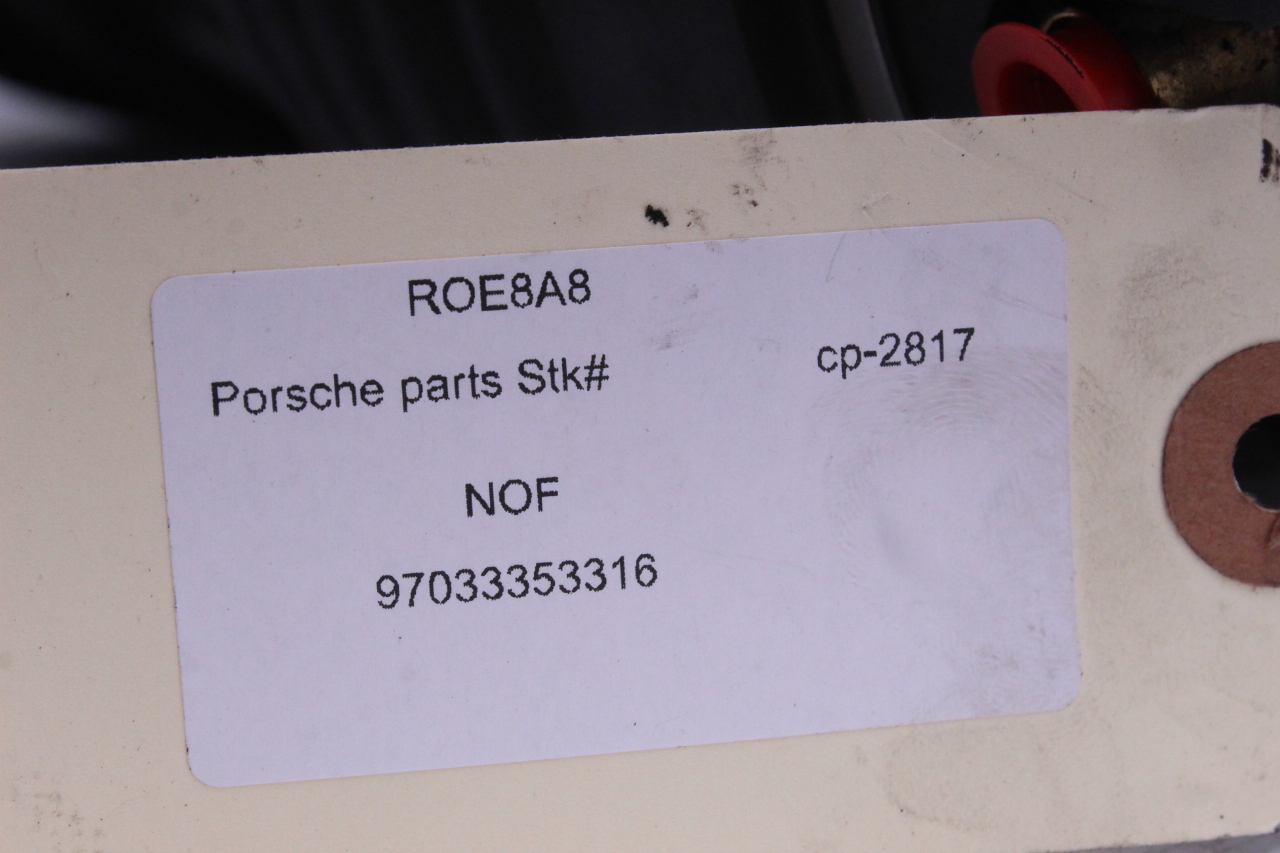 ROE8A8
Porsche parts Stk# cp-2817
NOF
97033353316